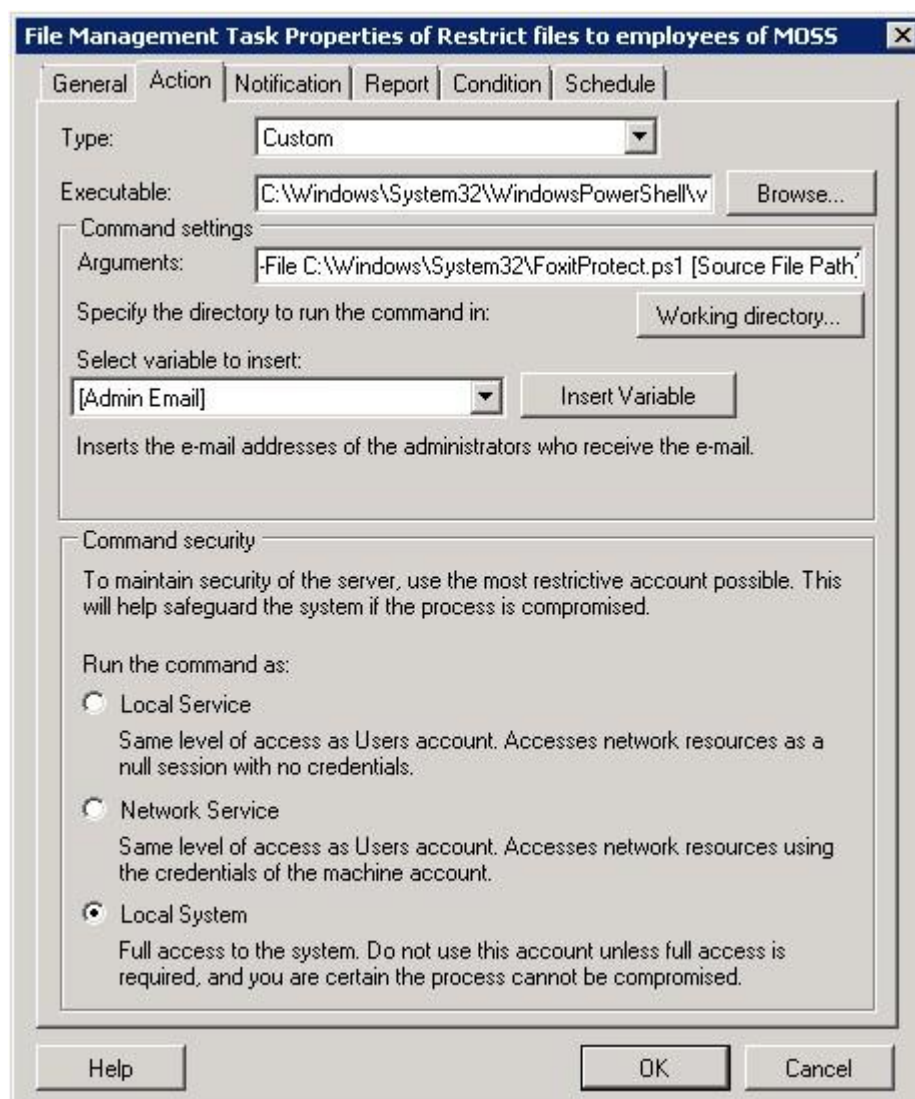 File Management Task Properties of Restrict files to employees of MOSS
General Action Notification Report Condition Schedule
Type: Custom
Executable: C:\Windows\System32\WindowsPowerShell\v Browse...
Command settings
Arguments: -File C:\Windows\System32\FoxitProtect.ps1 [Source File Path]
Specify the directory to run the command in: Working directory...
Select variable to insert:
[Admin Email] Insert Variable
Inserts the e-mail addresses of the administrators who receive the e-mail.
Command security
To maintain security of the server, use the most restrictive account possible. This
will help safeguard the system if the process is compromised.
Run the command as:
Local Service
Same level of access as Users account. Accesses network resources as a
null session with no credentials.
Network Service
Same level of access as Users account. Accesses network resources using
the credentials of the machine account.
Local System
Full access to the system. Do not use this account unless full access is
required, and you are certain the process cannot be compromised.
Help OK Cancel